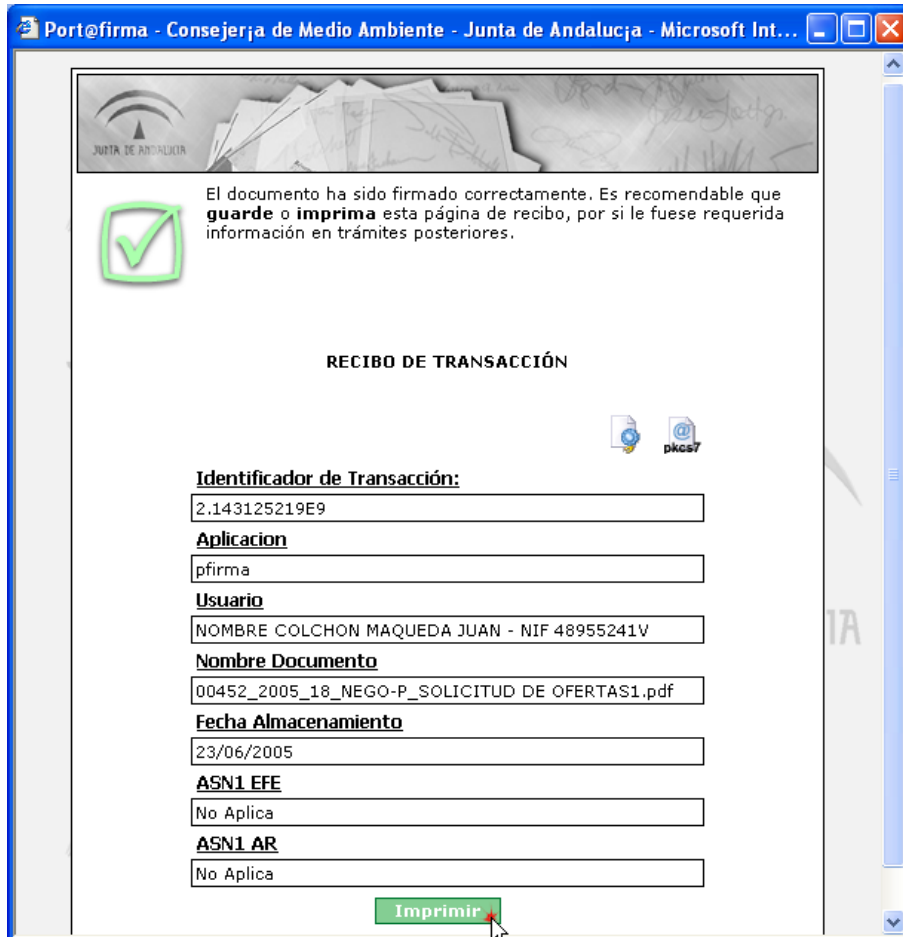 Port@firma - Consejer¡a de Medio Ambiente - Junta de Andaluc¡a - Microsoft Int...
JUNTA DE ANDALUCIA
El documento ha sido firmado correctamente. Es recomendable que
guarde o imprima esta página de recibo, por si le fuese requerida
información en trámites posteriores.
RECIBO DE TRANSACCIÓN
@
pkcs7
Identificador de Transacción:
2.143125219E9
Aplicacion
pfirma
Usuario
NOMBRE COLCHON MAQUEDA JUAN - NIF 48955241V
Nombre Documento
00452_2005_18_NEGO-P_SOLICITUD DE OFERTAS1.pdf
Fecha Almacenamiento
23/06/2005
ASN1 EFE
No Aplica
ASN1 AR
No Aplica
Imprimir